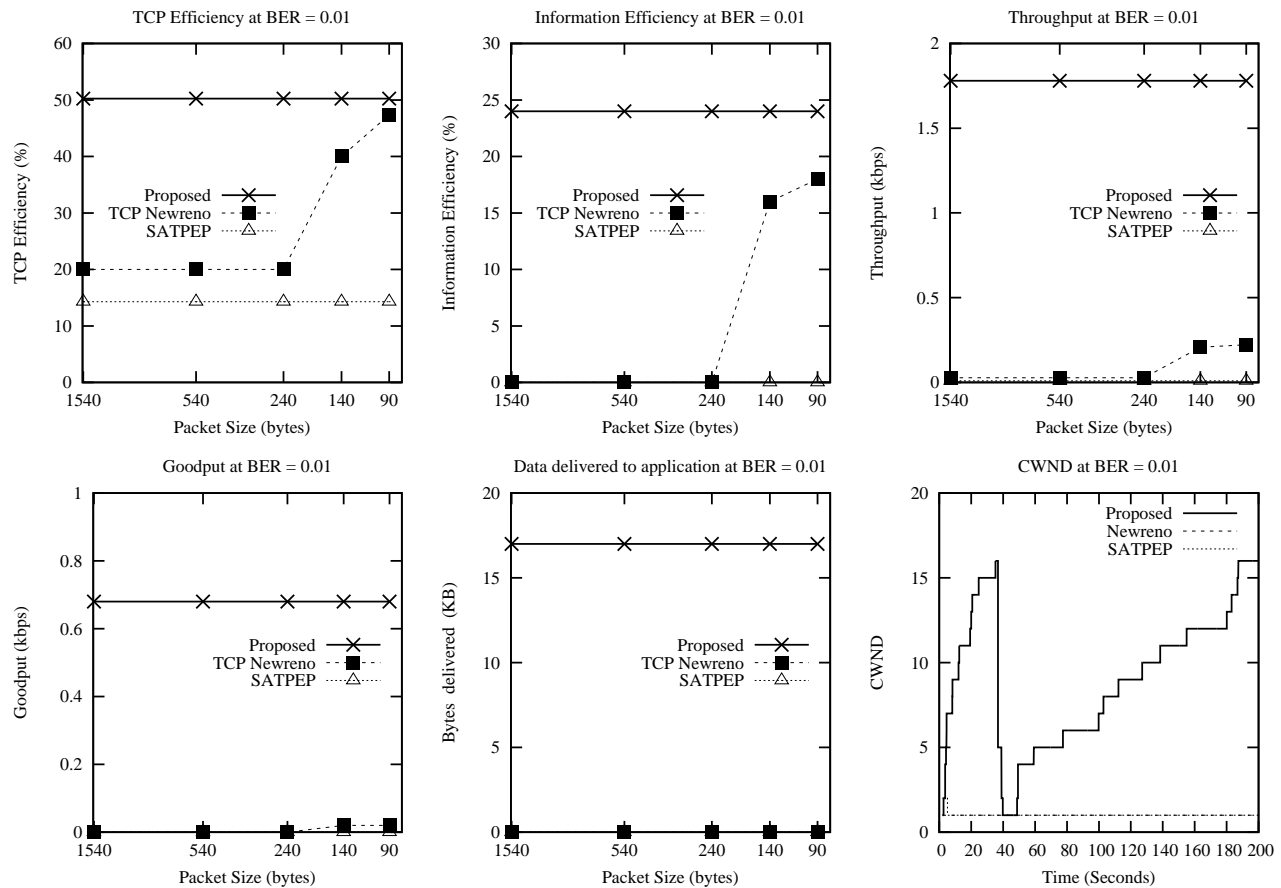 TCP Efficiency at BER = 0.01
TCP Efficiency (%)
60
50
40
30
20
10
0
Proposed
TCP Newreno
SATPEP
1540 540 240 140 90
Packet Size (bytes)
Information Efficiency at BER = 0.01
Information Efficiency (%)
30
25
20
15
10
5
0
Proposed
TCP Newreno
SATPEP
1540 540 240 140 90
Packet Size (bytes)
Throughput at BER = 0.01
Throughput (kbps)
2
1.5
1
0.5
0
Proposed
TCP Newreno
SATPEP
1540 540 240 140 90
Packet Size (bytes)
Goodput at BER = 0.01
Goodput (kbps)
1
0.8
0.6
0.4
0.2
0
Proposed
TCP Newreno
SATPEP
1540 540 240 140 90
Packet Size (bytes)
Data delivered to application at BER = 0.01
Bytes delivered (KB)
20
15
10
5
0
Proposed
TCP Newreno
SATPEP
1540 540 240 140 90
Packet Size (bytes)
CWND at BER = 0.01
CWND
20
15
10
5
0
Proposed
Newreno
SATPEP
0 20 40 60 80 100 120 140 160 180 200
Time (Seconds)